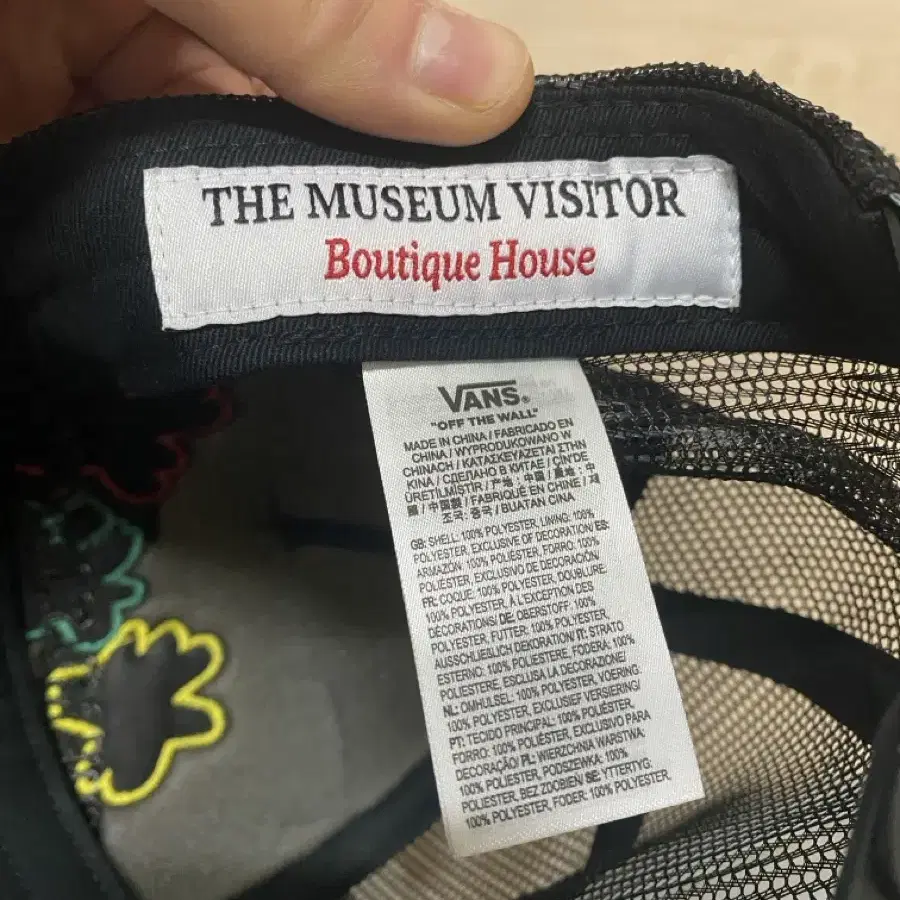 THE MUSEUM VISITOR
Boutique House
VANS®
"OFF THE WALL"
MADE IN CHINA / FABRICADO EN
CHINA / WYPRODUKOWANO W
CHINACH / ΚΑΤΑΣΚΕΥΑΖΕΤΑΙ ΣΤΗΝ
ΚΙΝΑ / СДЕЛАНО В КИТАЕ / ÇİN'DE
ÜRETİLMİŞTİR / 产地：中国 / 產地：中
國 / 中国製 / FABRIQUÉ EN CHINE / 제
조국: 중국 / BUATAN CINA
GB: SHELL: 100% POLYESTER, LINING: 100%
POLYESTER, EXCLUSIVE OF DECORATION/ ES:
ARMAZÓN: 100% POLIÉSTER, FORRO: 100%
POLIÉSTER, EXCLUSIVO DE DECORACIÓN/
FR: COQUE: 100% POLYESTER, DOUBLURE:
100% POLYESTER, À L'EXCEPTION DES
DÉCORATIONS/ DE: OBERSTOFF: 100%
POLYESTER, FUTTER: 100% POLYESTER,
AUSSCHLIEßLICH DEKORATION/ IT: STRATO
ESTERNO: 100% POLIESTERE, FODERA: 100%
POLIESTERE, ESCLUSA LA DECORAZIONE/
NL: OMHULSEL: 100% POLYESTER, VOERING:
100% POLYESTER, EXCLUSIEF VERSIERING/
PT: TECIDO PRINCIPAL: 100% POLIÉSTER,
FORRO: 100% POLIÉSTER, EXCLUSIVO PARA
DECORAÇÃO/ PL: WIERZCHNIA WARSTWA:
100% POLIESTER, PODSZEWKA: 100%
POLIESTER, BEZ ZDOBIEŃ/ SE: YTTERTYG:
100% POLYESTER, FODER: 100% POLYESTER,